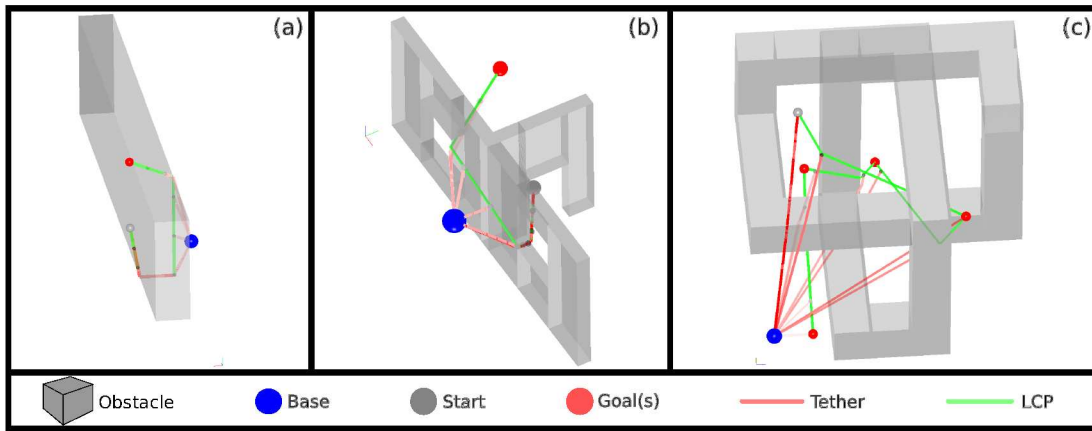 (a)
(b)
(c)
Obstacle
Base
Start
Goal(s)
Tether
LCP